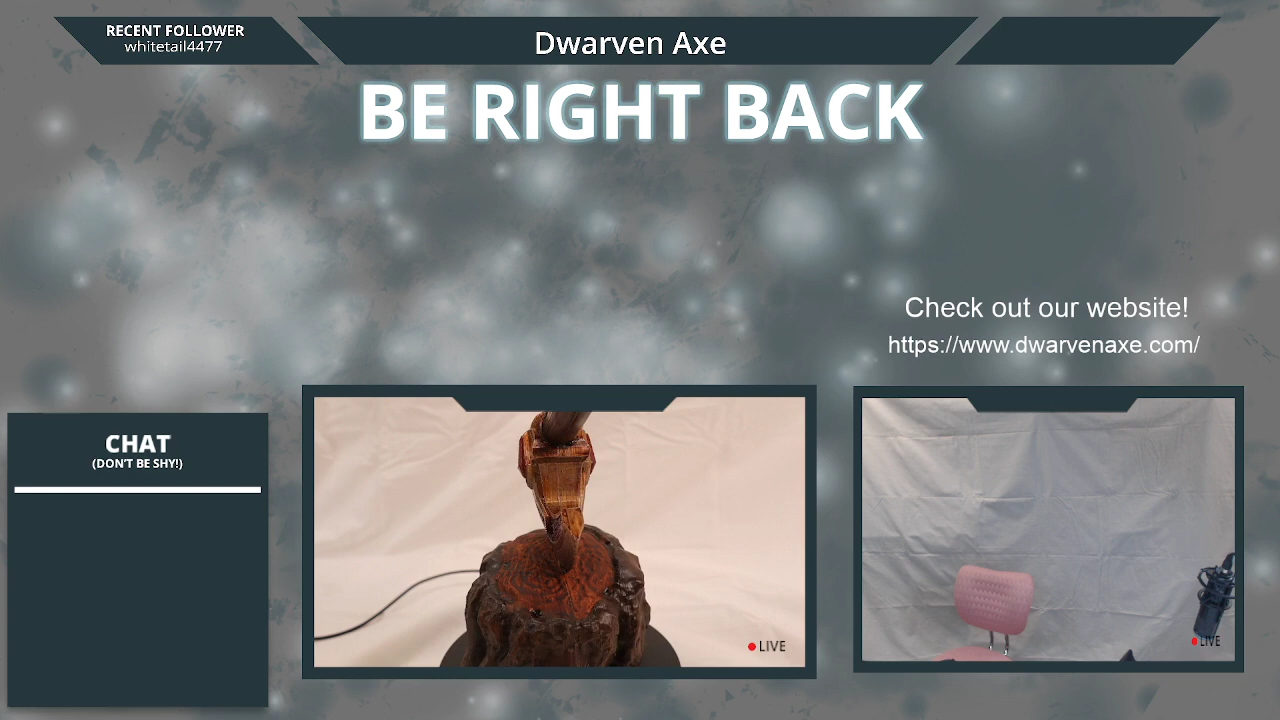 RECENT FOLLOWER
whitetail4477
Dwarven Axe
BE RIGHT BACK
Check out our website!
https://www.dwarvenaxe.com/
CHAT
(DON'T BE SHY!)
LIVE
LIVE